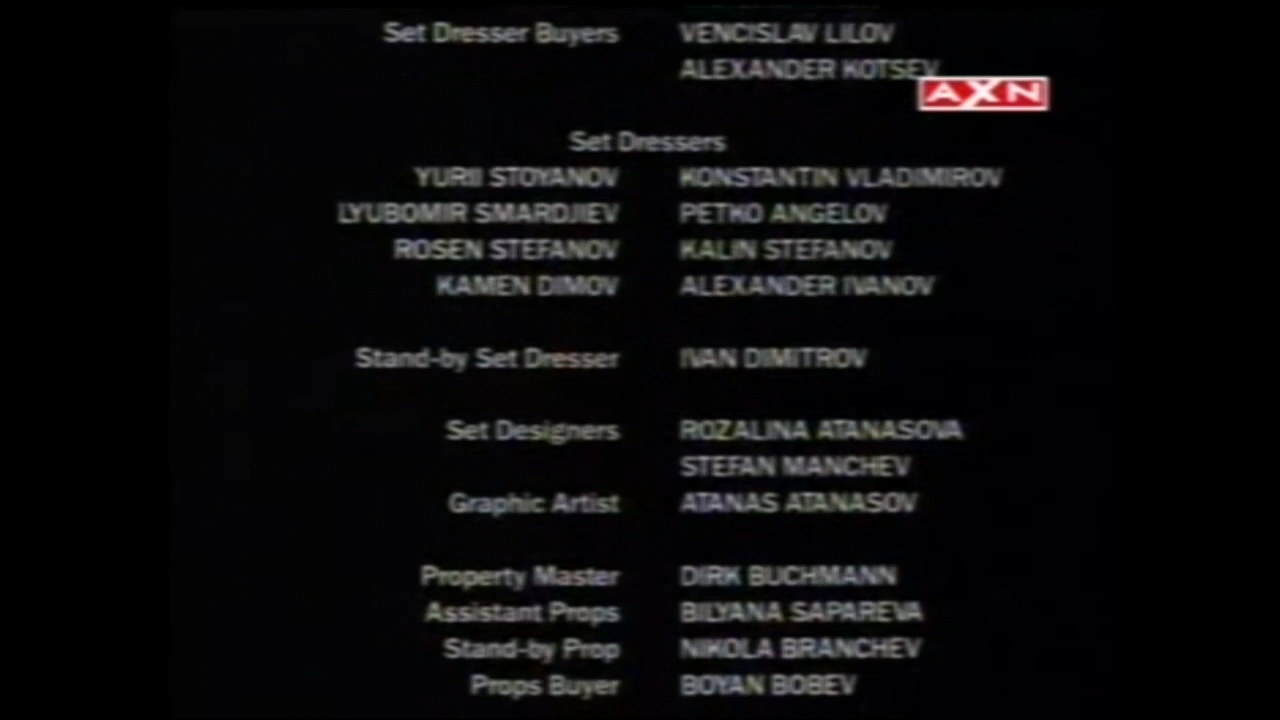 Set Dresser Buyers VENCISLAV LILOV
ALEXANDER KOTSEV
AXN
Set Dressers
YURII STOYANOV KONSTANTIN VLADIMIROV
LYUBOMIR SMARDJIEV PETKO ANGELOV
ROSEN STEFANOV KALIN STEFANOV
KAMEN DIMOV ALEXANDER IVANOV
Stand-by Set Dresser IVAN DIMITROV
Set Designers ROZALINA ATANASOVA
STEFAN MANCHEV
Graphic Artist ATANAS ATANASOV
Property Master DIRK BUCHMANN
Assistant Props BILYANA SAPAREVA
Stand-by Prop NIKOLA BRANCHEV
Props Buyer BOYAN BOBEV